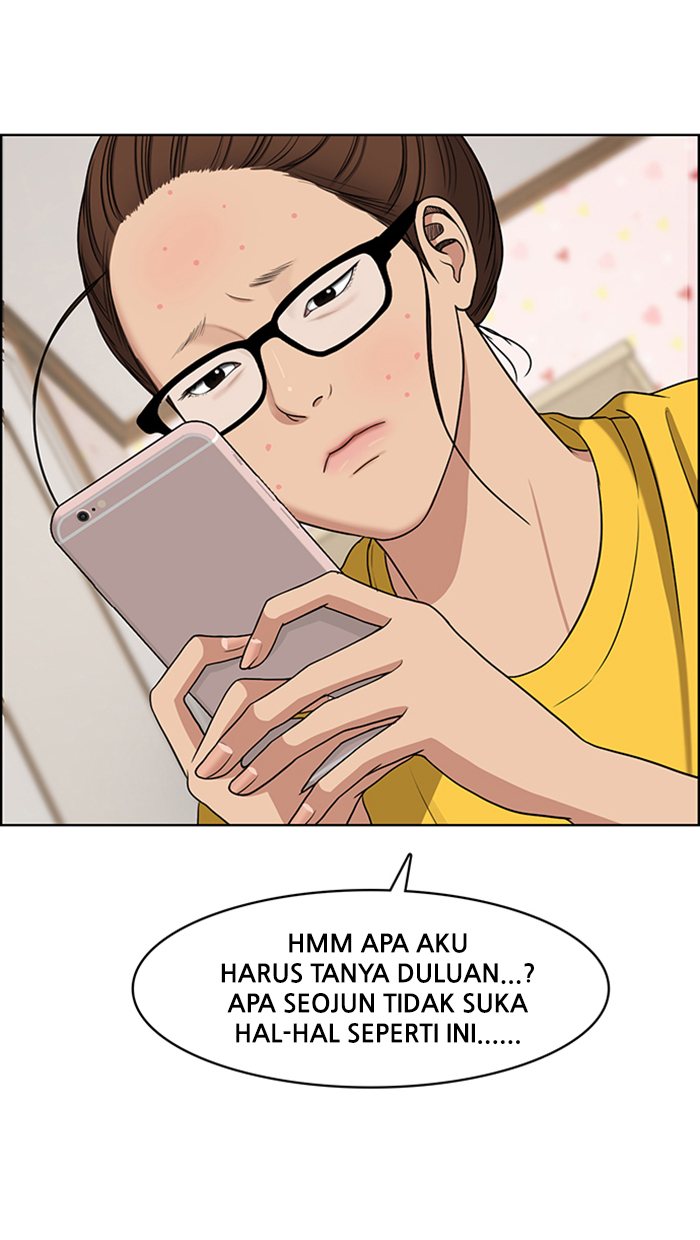 HMM APA AKU
HARUS TANYA DULUAN...?
APA SEOJUN TIDAK SUKA
HAL-HAL SEPERTI INI......